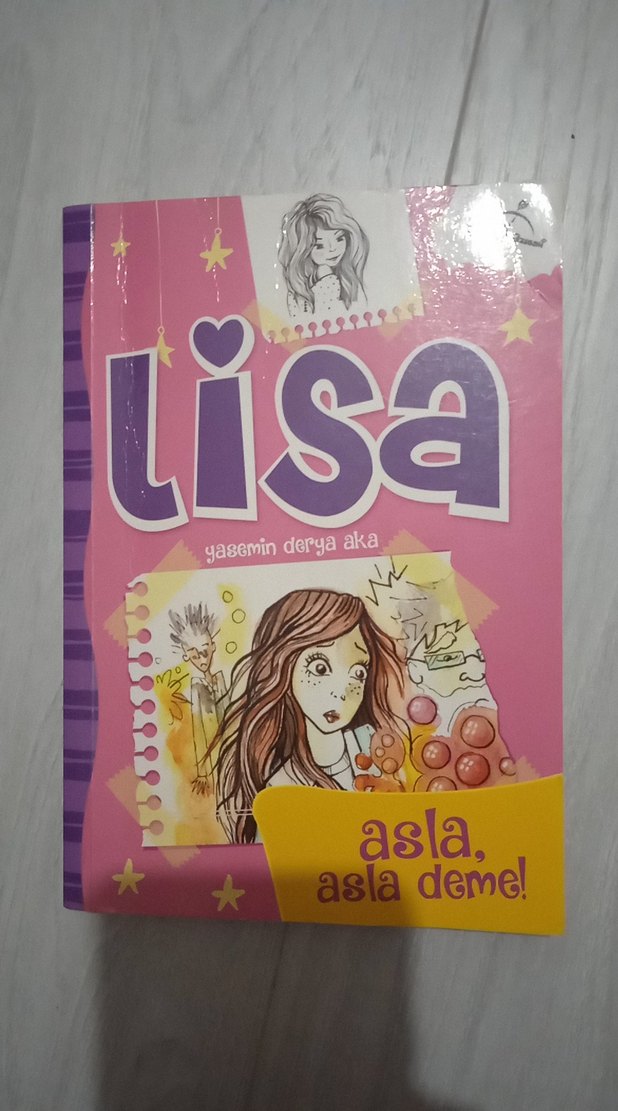 Lisa
yasemin derya aka
asla,
asla deme!